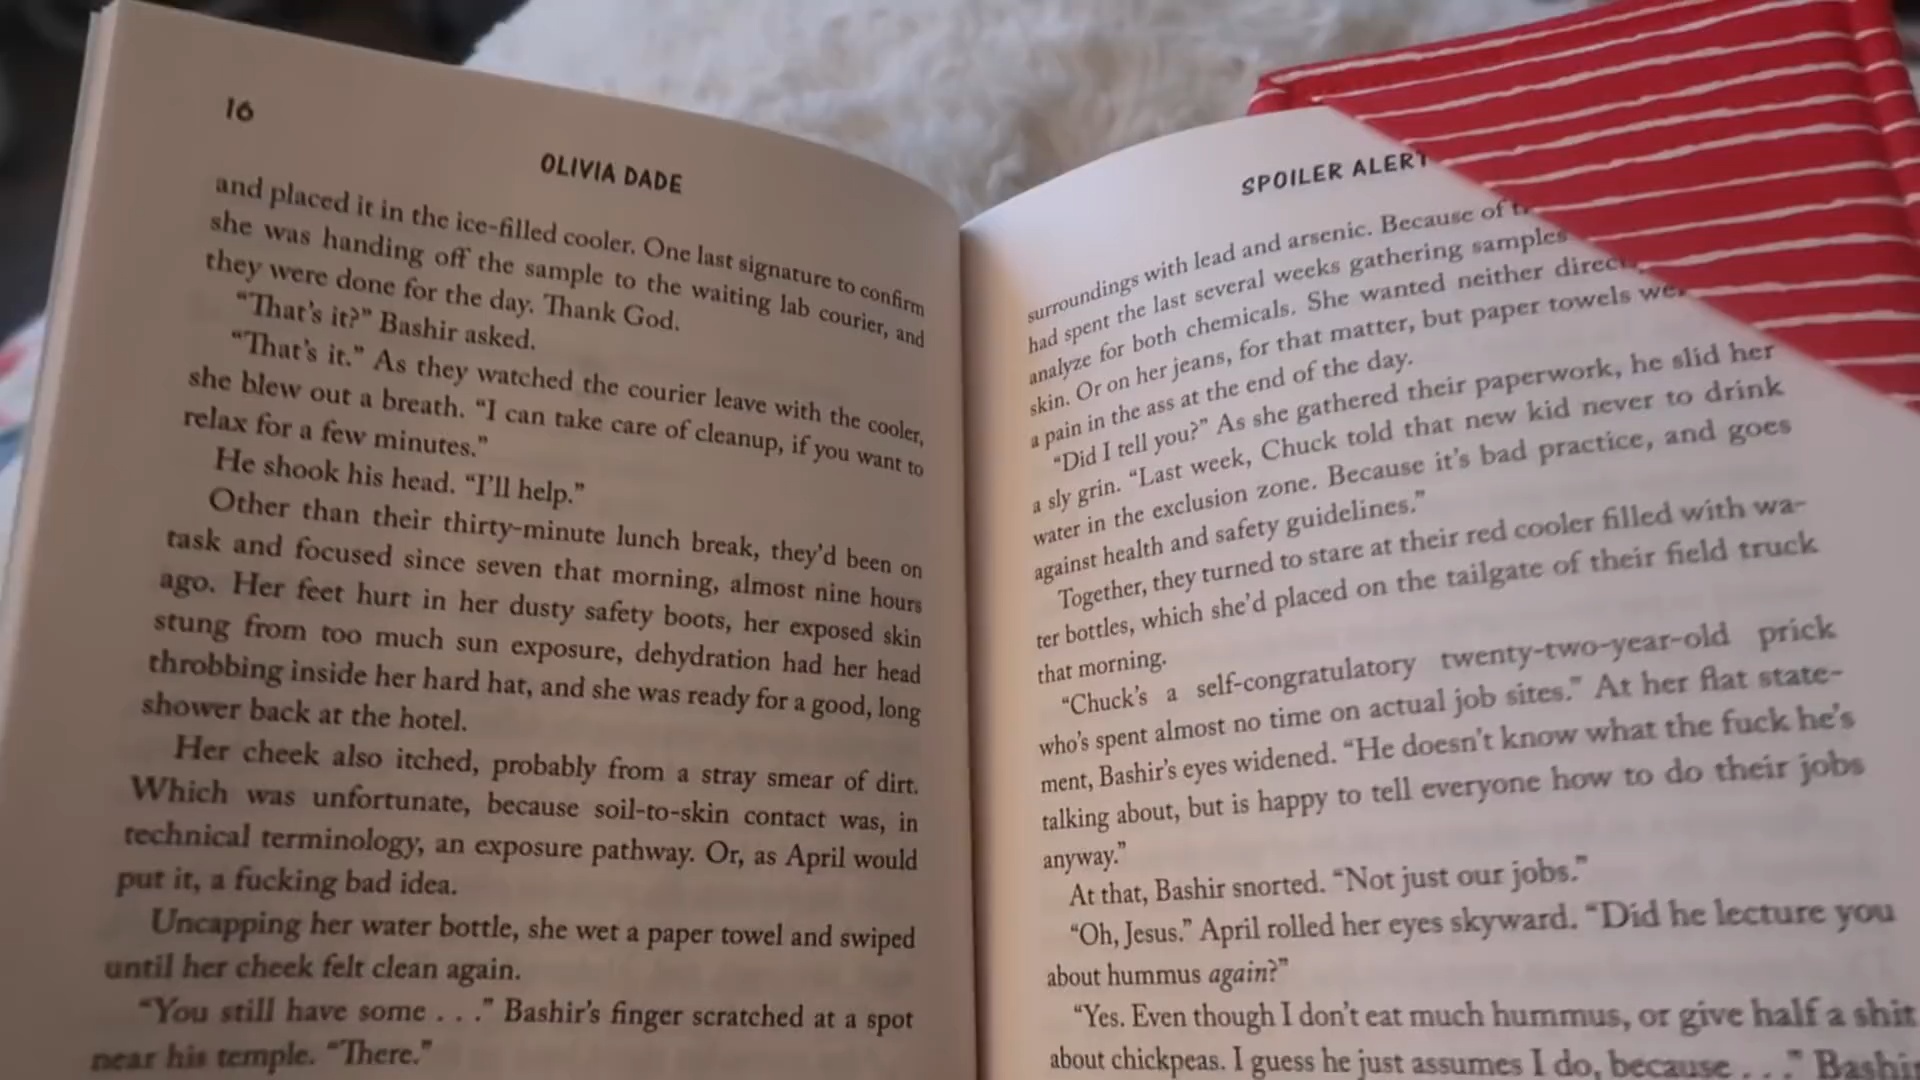 16
OLIVIA DADE
and placed it in the ice-filled cooler. One last signature to confirm
she was handing off the sample to the waiting lab courier, and
they were done for the day. Thank God.
“That’s it?” Bashir asked.
“That’s it.” As they watched the courier leave with the cooler,
she blew out a breath. “I can take care of cleanup, if you want to
relax for a few minutes.”
He shook his head. “I’ll help.”
Other than their thirty-minute lunch break, they’d been on
task and focused since seven that morning, almost nine hours
ago. Her feet hurt in her dusty safety boots, her exposed skin
stung from too much sun exposure, dehydration had her head
throbbing inside her hard hat, and she was ready for a good, long
shower back at the hotel.
Her cheek also itched, probably from a stray smear of dirt.
Which was unfortunate, because soil-to-skin contact was, in
technical terminology, an exposure pathway. Or, as April would
put it, a fucking bad idea.
Uncapping her water bottle, she wet a paper towel and swiped
until her cheek felt clean again.
“You still have some . . .” Bashir’s finger scratched at a spot
near his temple. “There.”
SPOILER ALERT
surroundings with lead and arsenic. Because of
had spent the last several weeks gathering samples
analyze for both chemicals. She wanted neither
skin. Or on her jeans, for that matter, but paper towels
a pain in the ass at the end of the day.
“Did I tell you?” As she gathered their paperwork, he slid her
a sly grin. “Last week, Chuck told that new kid never to drink
water in the exclusion zone. Because it’s bad practice, and goes
against health and safety guidelines.”
Together, they turned to stare at their red cooler filled with wa-
ter bottles, which she’d placed on the tailgate of their field truck
that morning.
“Chuck’s a self-congratulatory twenty-two-year-old prick
who’s spent almost no time on actual job sites.” At her flat state-
ment, Bashir’s eyes widened. “He doesn’t know what the fuck he’s
talking about, but is happy to tell everyone how to do their jobs
anyway.”
At that, Bashir snorted. “Not just our jobs.”
“Oh, Jesus.” April rolled her eyes skyward. “Did he lecture you
about hummus again?”
“Yes. Even though I don’t eat much hummus, or give half a shit
about chickpeas. I guess he just assumes I do, because . . .”